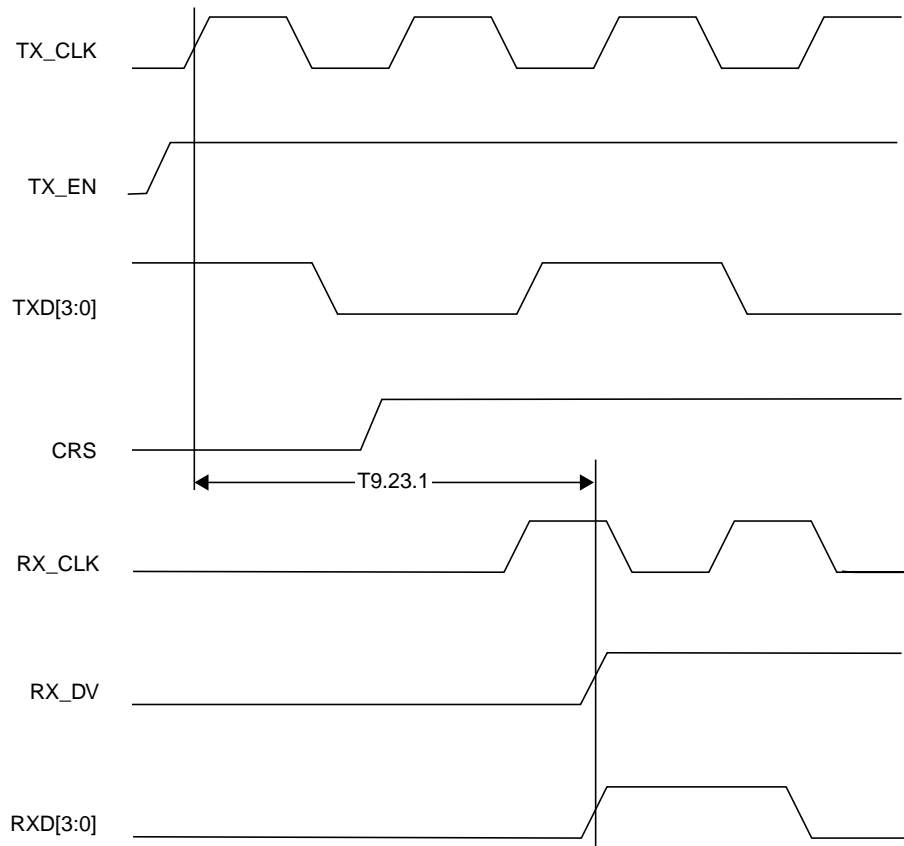 TX_CLK
TX_EN
TXD[3:0]
CRS
T9.23.1
RX_CLK
RX_DV
RXD[3:0]